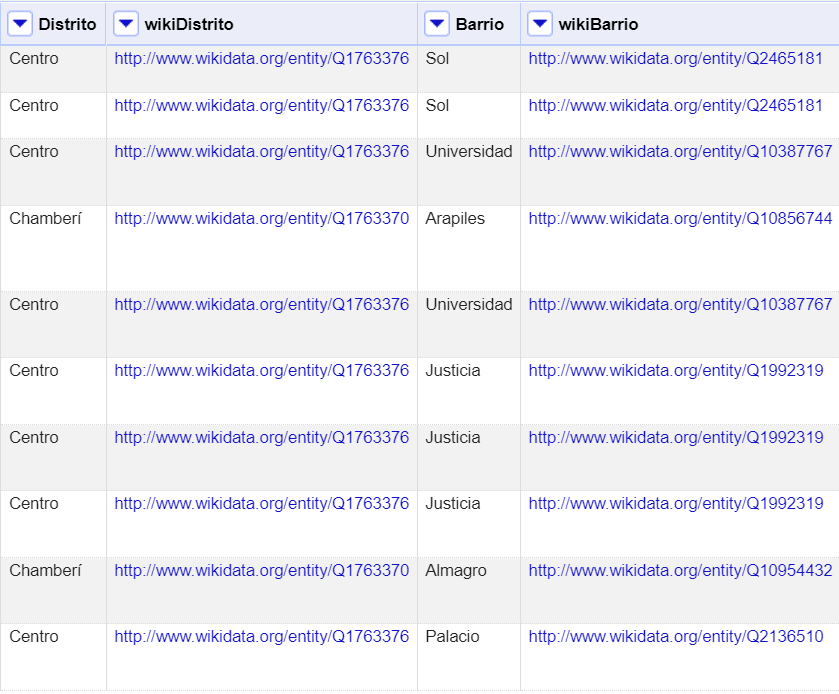 Distrito wikiDistrito Barrio wikiBarrio
Centro http://www.wikidata.org/entity/Q1763376 Sol http://www.wikidata.org/entity/Q2465181
Centro http://www.wikidata.org/entity/Q1763376 Sol http://www.wikidata.org/entity/Q2465181
Centro http://www.wikidata.org/entity/Q1763376 Universidad http://www.wikidata.org/entity/Q10387767
Chamberí http://www.wikidata.org/entity/Q1763370 Arapiles http://www.wikidata.org/entity/Q10856744
Centro http://www.wikidata.org/entity/Q1763376 Universidad http://www.wikidata.org/entity/Q10387767
Centro http://www.wikidata.org/entity/Q1763376 Justicia http://www.wikidata.org/entity/Q1992319
Centro http://www.wikidata.org/entity/Q1763376 Justicia http://www.wikidata.org/entity/Q1992319
Centro http://www.wikidata.org/entity/Q1763376 Justicia http://www.wikidata.org/entity/Q1992319
Chamberí http://www.wikidata.org/entity/Q1763370 Almagro http://www.wikidata.org/entity/Q10954432
Centro http://www.wikidata.org/entity/Q1763376 Palacio http://www.wikidata.org/entity/Q2136510